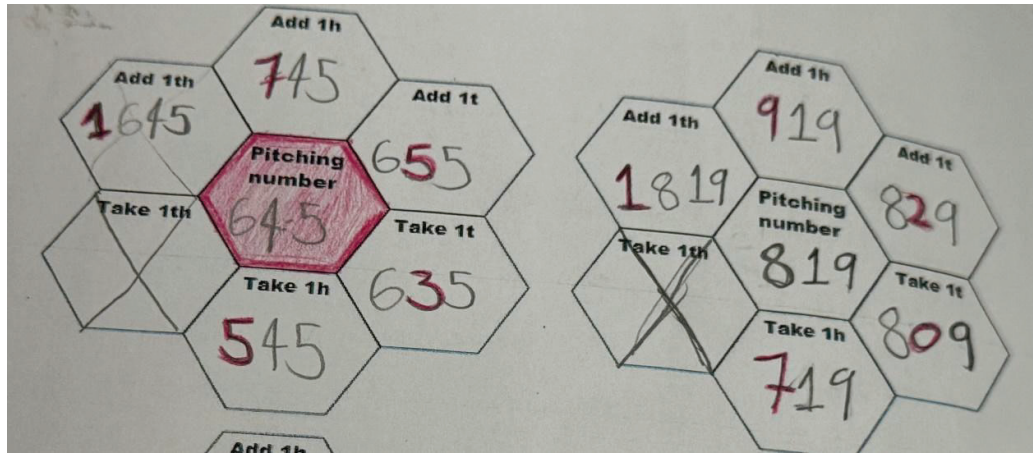 Add 1h
745
Add 1th
1645
Add 1t
655
Pitching
number
645
Take 1th
Take 1t
635
Take 1h
545
Add 1h
Add 1h
919
Add 1th
1819
Add 1t
829
Pitching
number
819
Take 1th
Take 1t
809
Take 1h
719